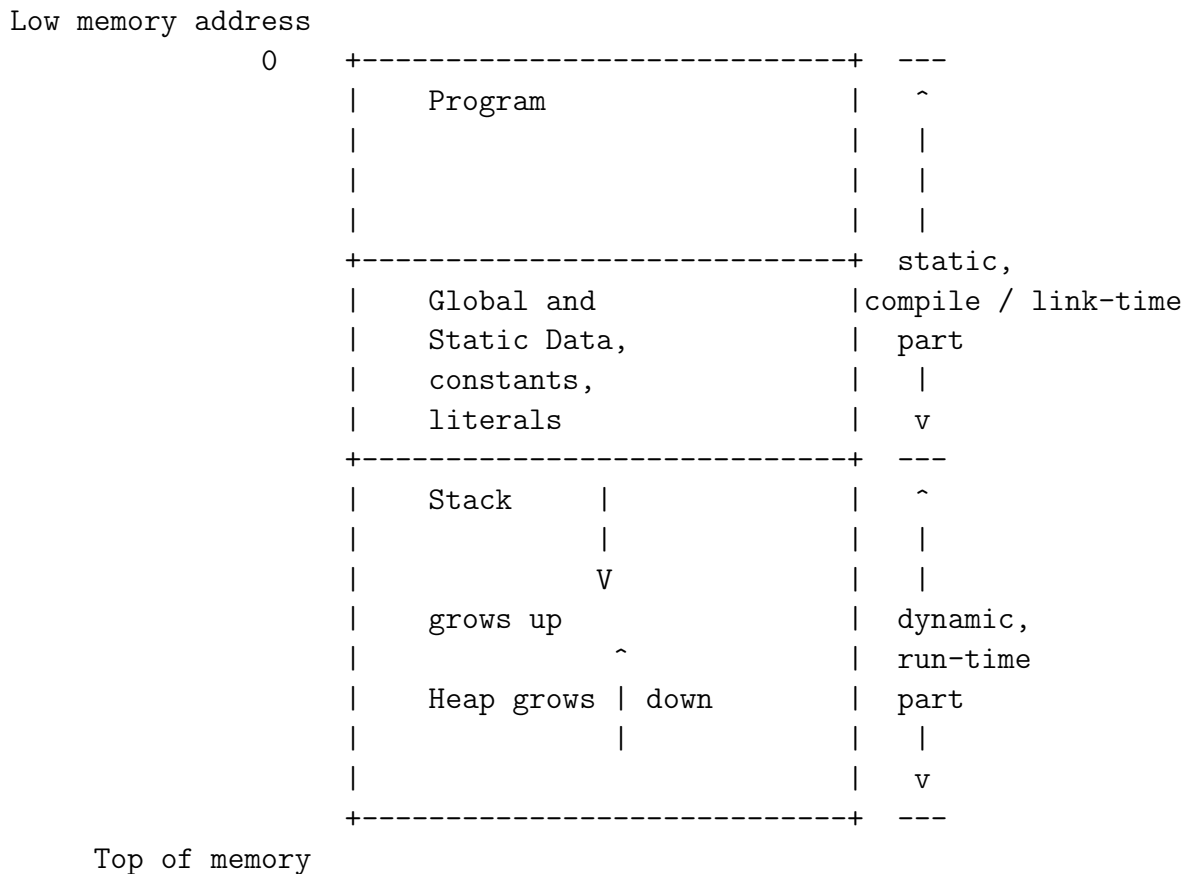 Low memory address
0 +-----------------------------+ ---
| Program | ^
| | |
| | |
| | |
+-----------------------------+ static,
| Global and |compile / link-time
| Static Data, | part
| constants, | |
| literals | v
+-----------------------------+ ---
| Stack | | ^
| | | |
| V | |
| grows up | dynamic,
| ^ | run-time
| Heap grows | down | part
| | | |
| | v
+-----------------------------+ ---
Top of memory